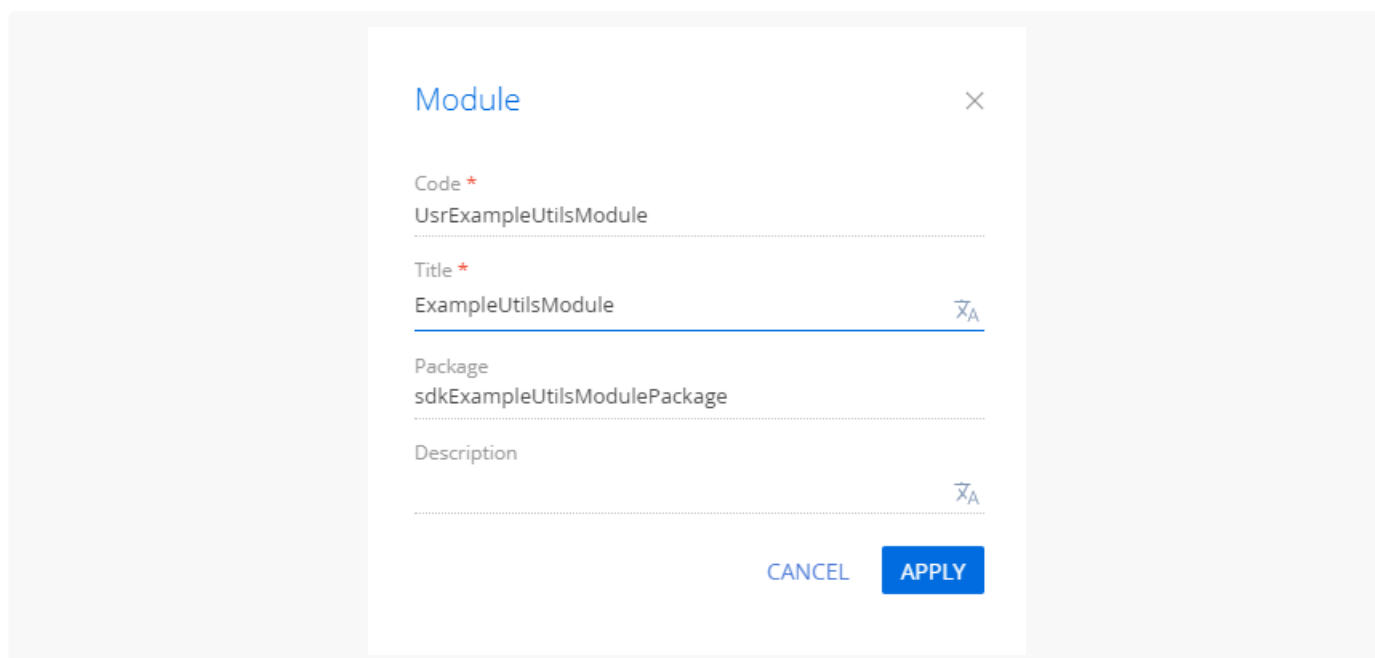 Module
Code *
UsrExampleUtilsModule
Title *
ExampleUtilsModule
Package
sdkExampleUtilsModulePackage
Description
CANCEL APPLY